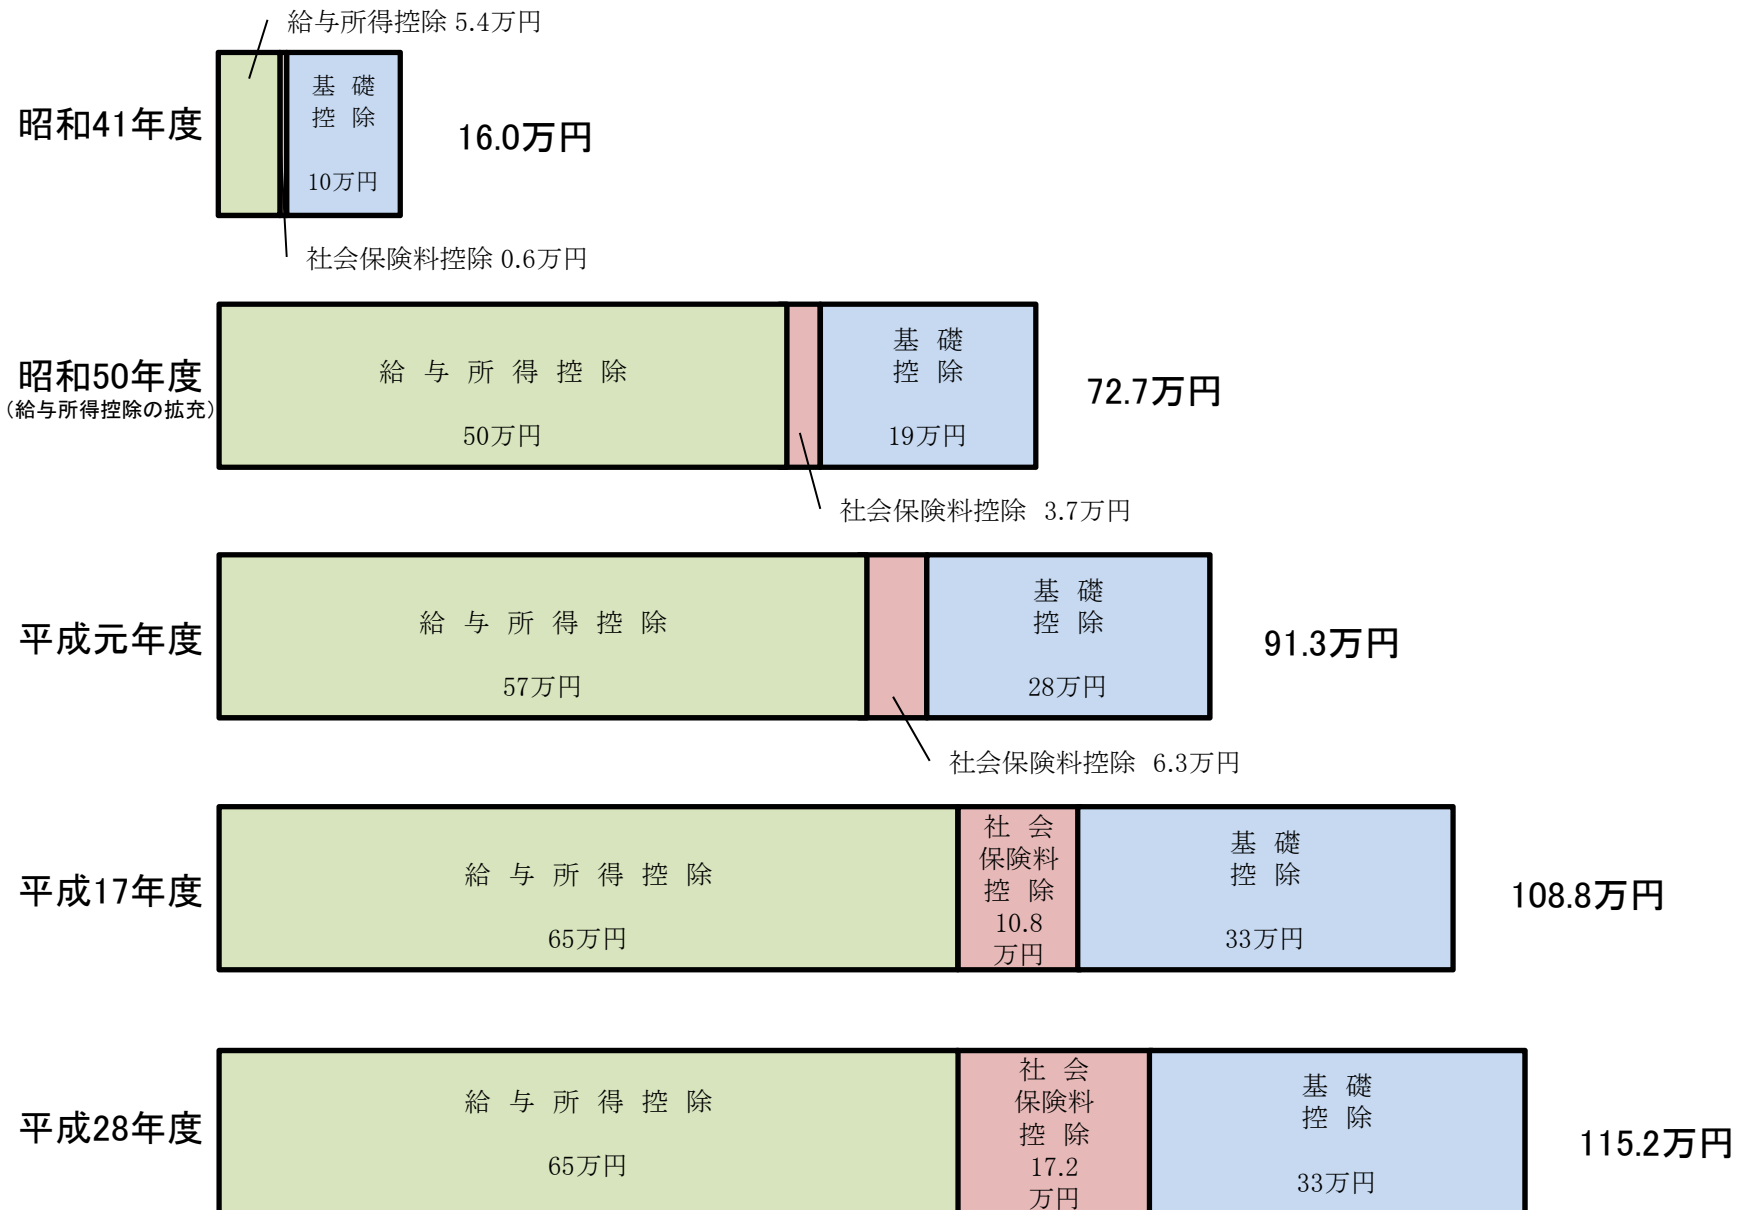 給与所得控除 5.4万円
昭和41年度
基 礎
控 除
10万円
16.0万円
社会保険料控除 0.6万円
昭和50年度
(給与所得控除の拡充)
給 与 所 得 控 除
50万円
基 礎
控 除
19万円
72.7万円
社会保険料控除 3.7万円
平成元年度
給 与 所 得 控 除
57万円
基 礎
控 除
28万円
91.3万円
社会保険料控除 6.3万円
平成17年度
給 与 所 得 控 除
65万円
社 会
保険料
控 除
10.8
万円
基 礎
控 除
33万円
108.8万円
平成28年度
給 与 所 得 控 除
65万円
社 会
保険料
控 除
17.2
万円
基 礎
控 除
33万円
115.2万円